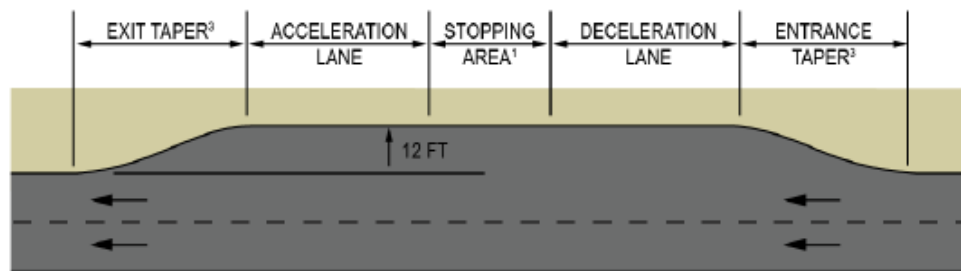 EXIT TAPER³
ACCELERATION
LANE
STOPPING
AREA¹
DECELERATION
LANE
ENTRANCE
TAPER³
12 FT